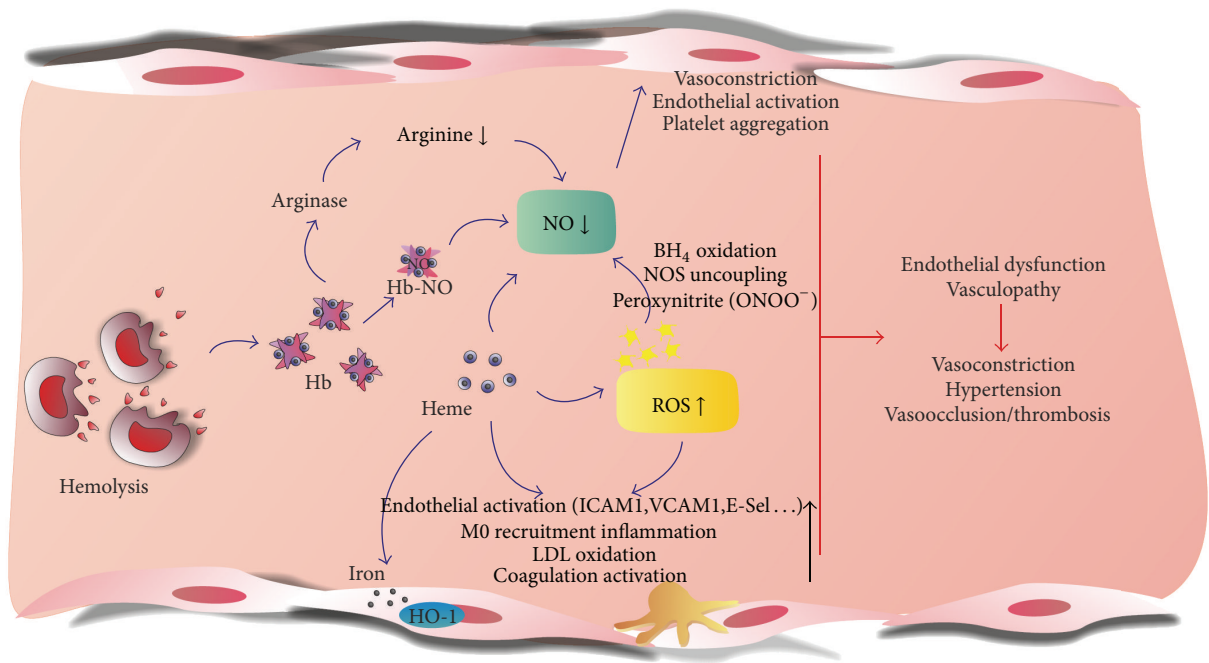 Vasoconstriction
Endothelial activation
Platelet aggregation
Arginine ↓
Arginase
NO ↓
NO
Hb-NO
BH₄ oxidation
NOS uncoupling
Peroxynitrite (ONOO⁻)
Endothelial dysfunction
Vasculopathy
Vasoconstriction
Hypertension
Vasoocclusion/thrombosis
Hb
Heme
ROS ↑
Hemolysis
Endothelial activation (ICAM1,VCAM1,E-Sel ...)
M0 recruitment inflammation
LDL oxidation
Coagulation activation
Iron
HO-1